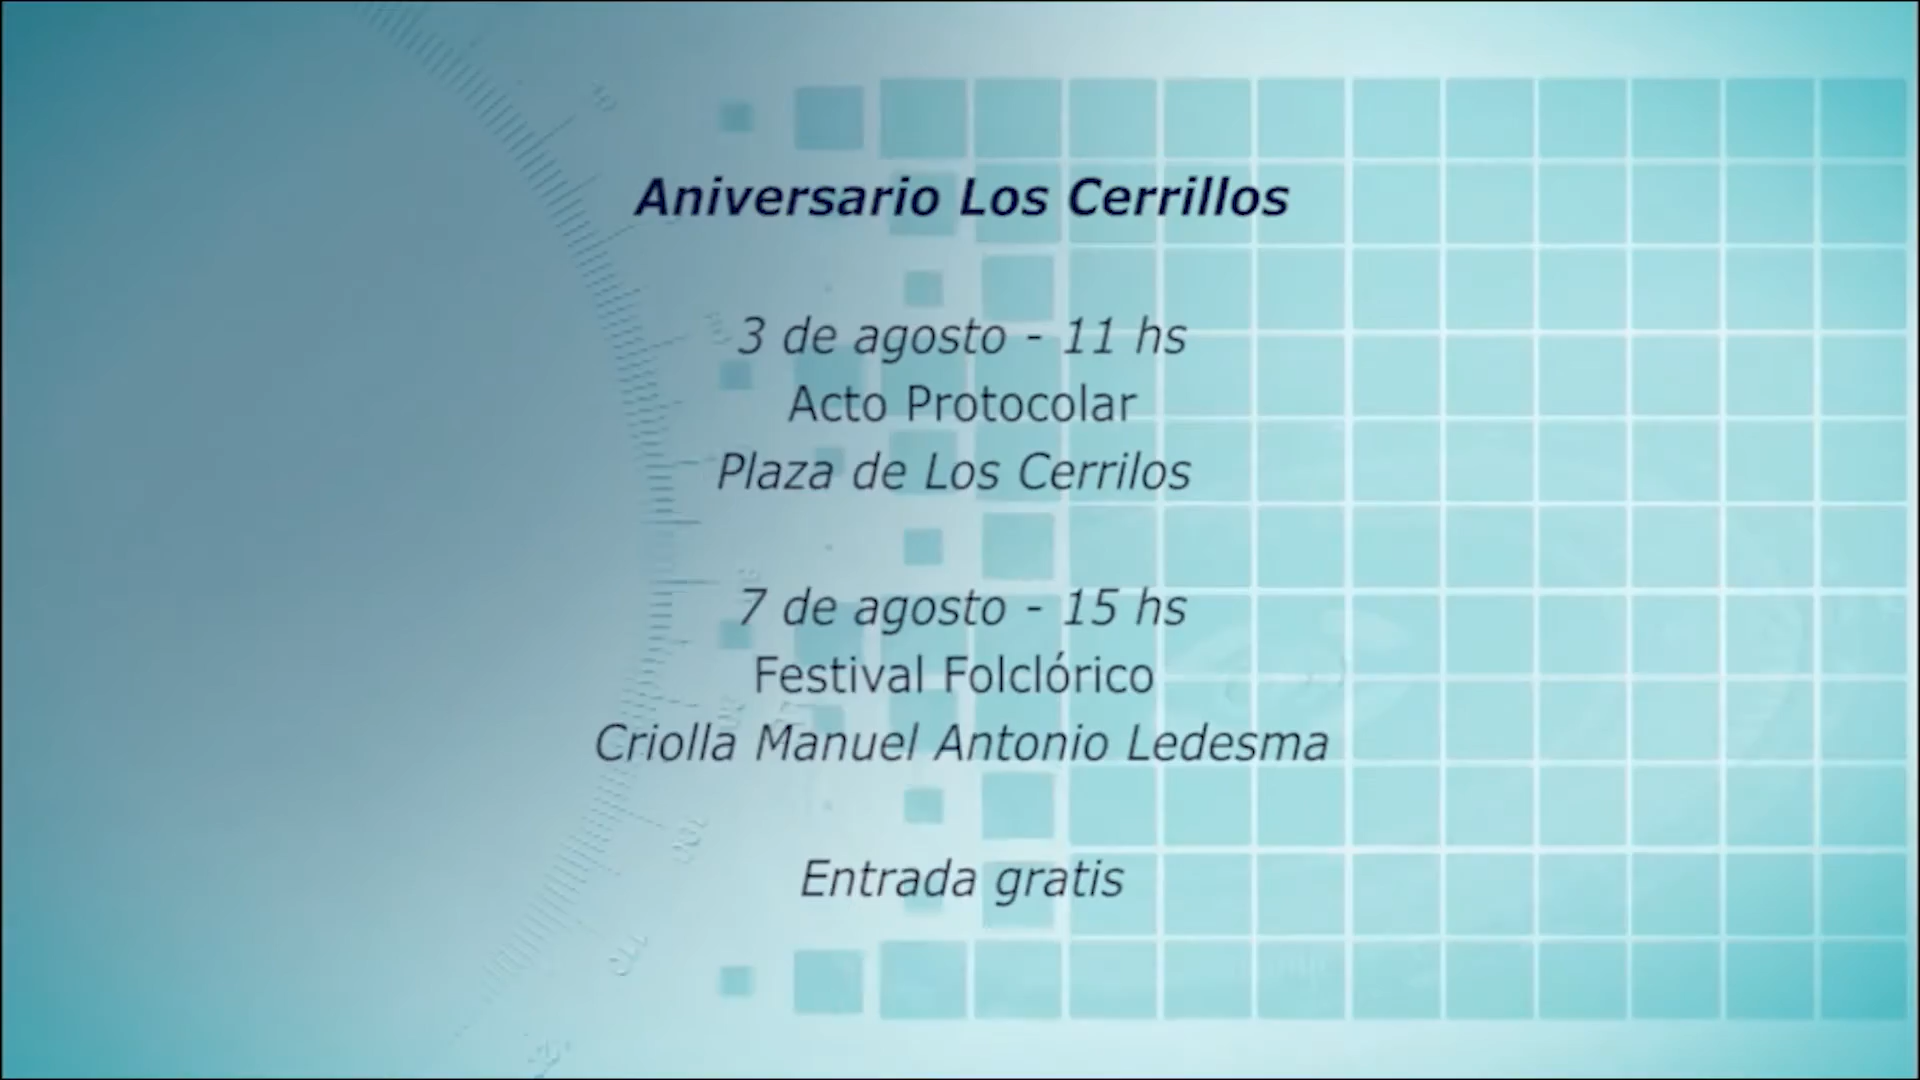 Aniversario Los Cerrillos
3 de agosto - 11 hs
Acto Protocolar
Plaza de Los Cerrilos
7 de agosto - 15 hs
Festival Folclórico
Criolla Manuel Antonio Ledesma
Entrada gratis